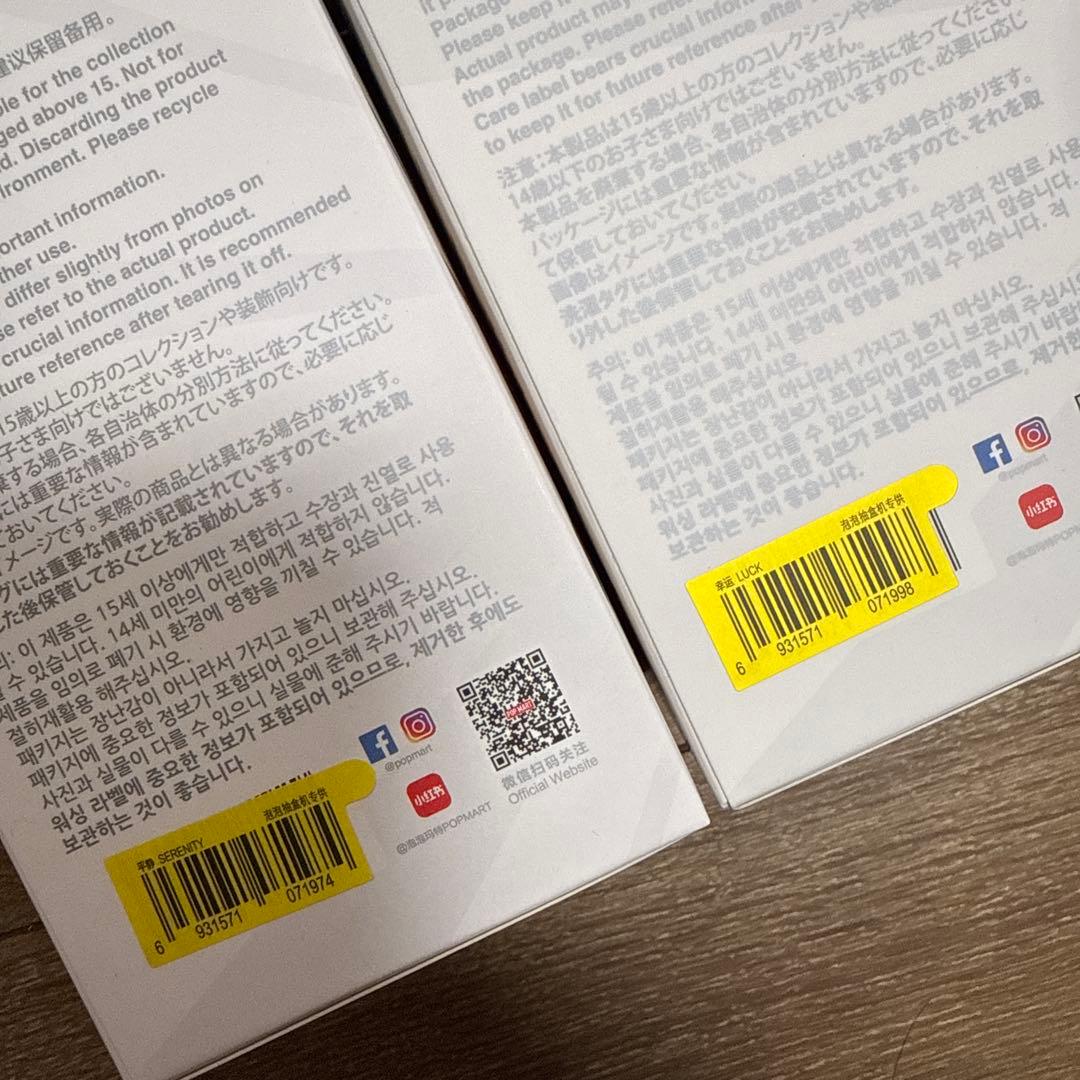 建议保留备用。
ble for the collection
aged above 15. Not for
d. Discarding the product
ironment. Please recycle
portant information.
ther use.
differ slightly from photos on
se refer to the actual product.
crucial information. It is recommended
ture reference after tearing it off.
15歳以上の方のコレクションや装飾向けです。
お子さま向けではございません。
棄する場合、各自治体の分別方法に従ってください。
には重要な情報が含まれていますので、必要に応じ
ておいてください。
メージです。実際の商品とは異なる場合があります。
グには重要な情報が記載されていますので、それを取
した後保管しておくことをお勧めします。
의: 이 제품은 15세 이상에게만 적합하고 수장과 진열로 사용
될 수 있습니다. 14세 미만의 어린이에게 적합하지 않습니다.
제품을 임의로 폐기 시 환경에 영향을 끼칠 수 있습니다. 적
절히재활용 해주십시오.
패키지는 장난감이 아니라서 가지고 놀지 마십시오.
패키지에 중요한 정보가 포함되어 있으니 보관해 주십시오.
사진과 실물이 다를 수 있으니 실물에 준해 주시기 바랍니다.
워싱 라벨에 중요한 정보가 포함되어 있으므로, 제거한 후에도
보관하는 것이 좋습니다.
@popmart
小红书
@泡泡玛特POPMART
POP MART
微信扫码关注
Official Website
平静 SERENITY
泡泡抽盒机专供
6 931571 071974
Package
Please keep it
Actual product may
the package. Please refer
Care label bears crucial inform
to keep it for future reference after
注意：本製品は15歳以上の方のコレクションや装飾
14歳以下のお子さま向けではございません。
本製品を廃棄する場合、各自治体の分別方法に従ってください
パッケージには重要な情報が含まれていますので、必要に応じ
て保管しておいてください。
画像はイメージです。実際の商品とは異なる場合があります。
洗濯タグには重要な情報が記載されていますので、それを取
り外した後保管しておくことをお勧めします。
주의: 이 제품은 15세 이상에게만 적합하고 수장과 진열로 사용
될 수 있습니다. 14세 미만의 어린이에게 적합하지 않습니다.
제품을 임의로 폐기 시 환경에 영향을 끼칠 수 있습니다. 적
절히재활용 해주십시오.
패키지는 장난감이 아니라서 가지고 놀지 마십시오.
패키지에 중요한 정보가 포함되어 있으니 보관해 주십시오
사진과 실물이 다를 수 있으니 실물에 준해 주시기 바랍
워싱 라벨에 중요한 정보가 포함되어 있으므로, 제거한
보관하는 것이 좋습니다.
@popmart
小红书
@泡泡玛特POPMAR
幸运 LUCK
泡泡抽盒机专供
6 931571 071998